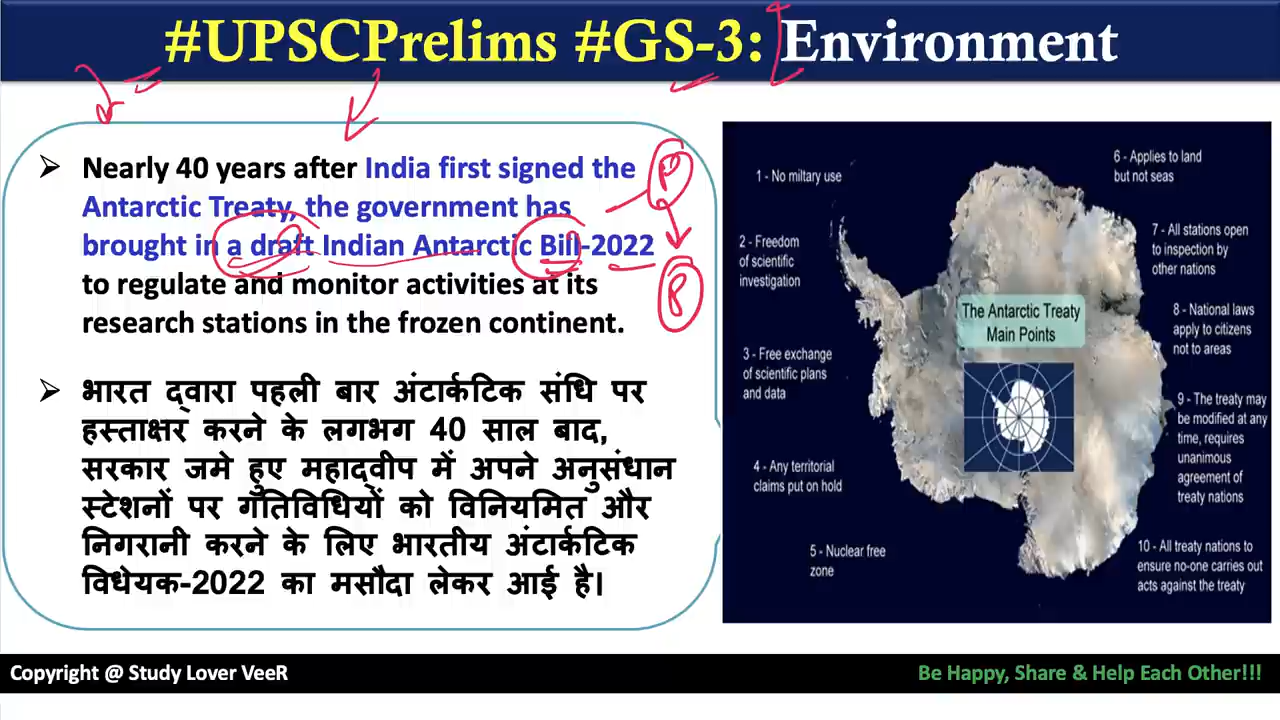 #UPSCPrelims #GS-3: Environment
Nearly 40 years after India first signed the
Antarctic Treaty, the government has
brought in a draft Indian Antarctic Bill-2022
to regulate and monitor activities at its
research stations in the frozen continent.
भारत द्वारा पहली बार अंटार्कटिक संधि पर
हस्ताक्षर करने के लगभग 40 साल बाद,
सरकार जमे हुए महाद्वीप में अपने अनुसंधान
स्टेशनों पर गतिविधियों को विनियमित और
निगरानी करने के लिए भारतीय अंटार्कटिक
विधेयक-2022 का मसौदा लेकर आई है।
1 - No miltary use
2 - Freedom
of scientific
investigation
3 - Free exchange
of scientific plans
and data
4 - Any territorial
claims put on hold
5 - Nuclear free
zone
The Antarctic Treaty
Main Points
6 - Applies to land
but not seas
7 - All stations open
to inspection by
other nations
8 - National laws
apply to citizens
not to areas
9 - The treaty may
be modified at any
time, requires
unanimous
agreement of
treaty nations
10 - All treaty nations to
ensure no-one carries out
acts against the treaty
Copyright @ Study Lover VeeR
Be Happy, Share & Help Each Other!!!